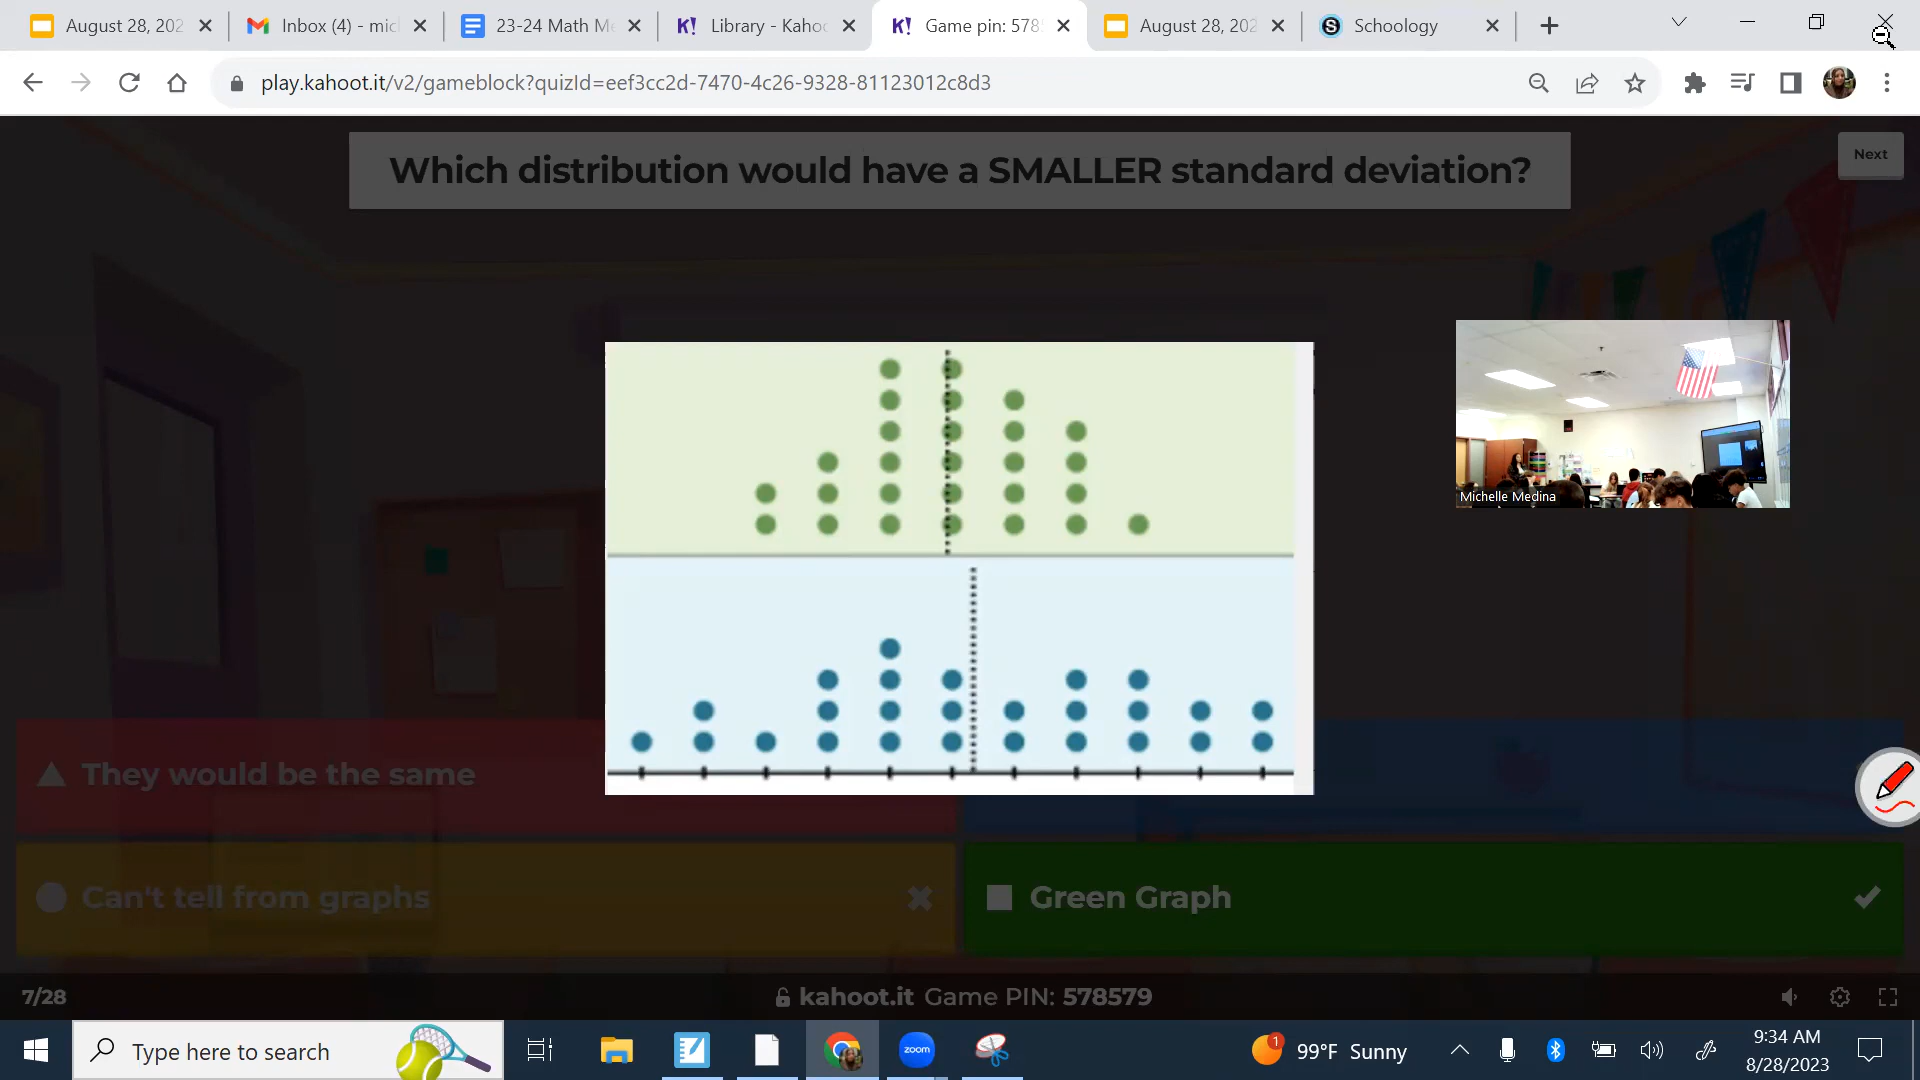 August 28, 202
Inbox (4) - mic
23-24 Math Me
Library - Kahoo
Game pin: 578
August 28, 202
Schoology
play.kahoot.it/v2/gameblock?quizId=eef3cc2d-7470-4c26-9328-81123012c8d3
Which distribution would have a SMALLER standard deviation?
Next
Michelle Medina
They would be the same
Can't tell from graphs
Green Graph
7/28
kahoot.it Game PIN: 578579
Type here to search
zoom
1
99°F Sunny
9:34 AM
8/28/2023